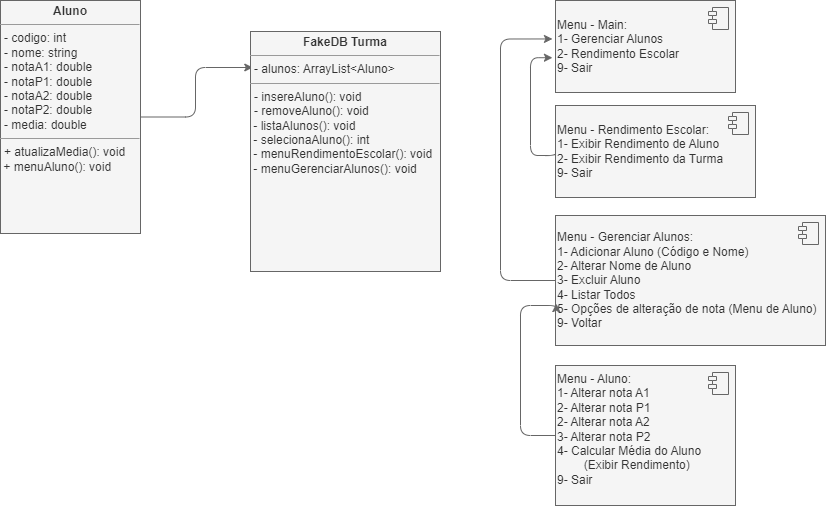 Aluno
- codigo: int
- nome: string
- notaA1: double
- notaP1: double
- notaA2: double
- notaP2: double
- media: double
+ atualizaMedia(): void
+ menuAluno(): void
FakeDB Turma
- alunos: ArrayList<Aluno>
- insereAluno(): void
- removeAluno(): void
- listaAlunos(): void
- selecionaAluno(): int
- menuRendimentoEscolar(): void
- menuGerenciarAlunos(): void
Menu - Main:
1- Gerenciar Alunos
2- Rendimento Escolar
9- Sair
Menu - Rendimento Escolar:
1- Exibir Rendimento de Aluno
2- Exibir Rendimento da Turma
9- Sair
Menu - Gerenciar Alunos:
1- Adicionar Aluno (Código e Nome)
2- Alterar Nome de Aluno
3- Excluir Aluno
4- Listar Todos
5- Opções de alteração de nota (Menu de Aluno)
9- Voltar
Menu - Aluno:
1- Alterar nota A1
2- Alterar nota P1
2- Alterar nota A2
3- Alterar nota P2
4- Calcular Média do Aluno
(Exibir Rendimento)
9- Sair